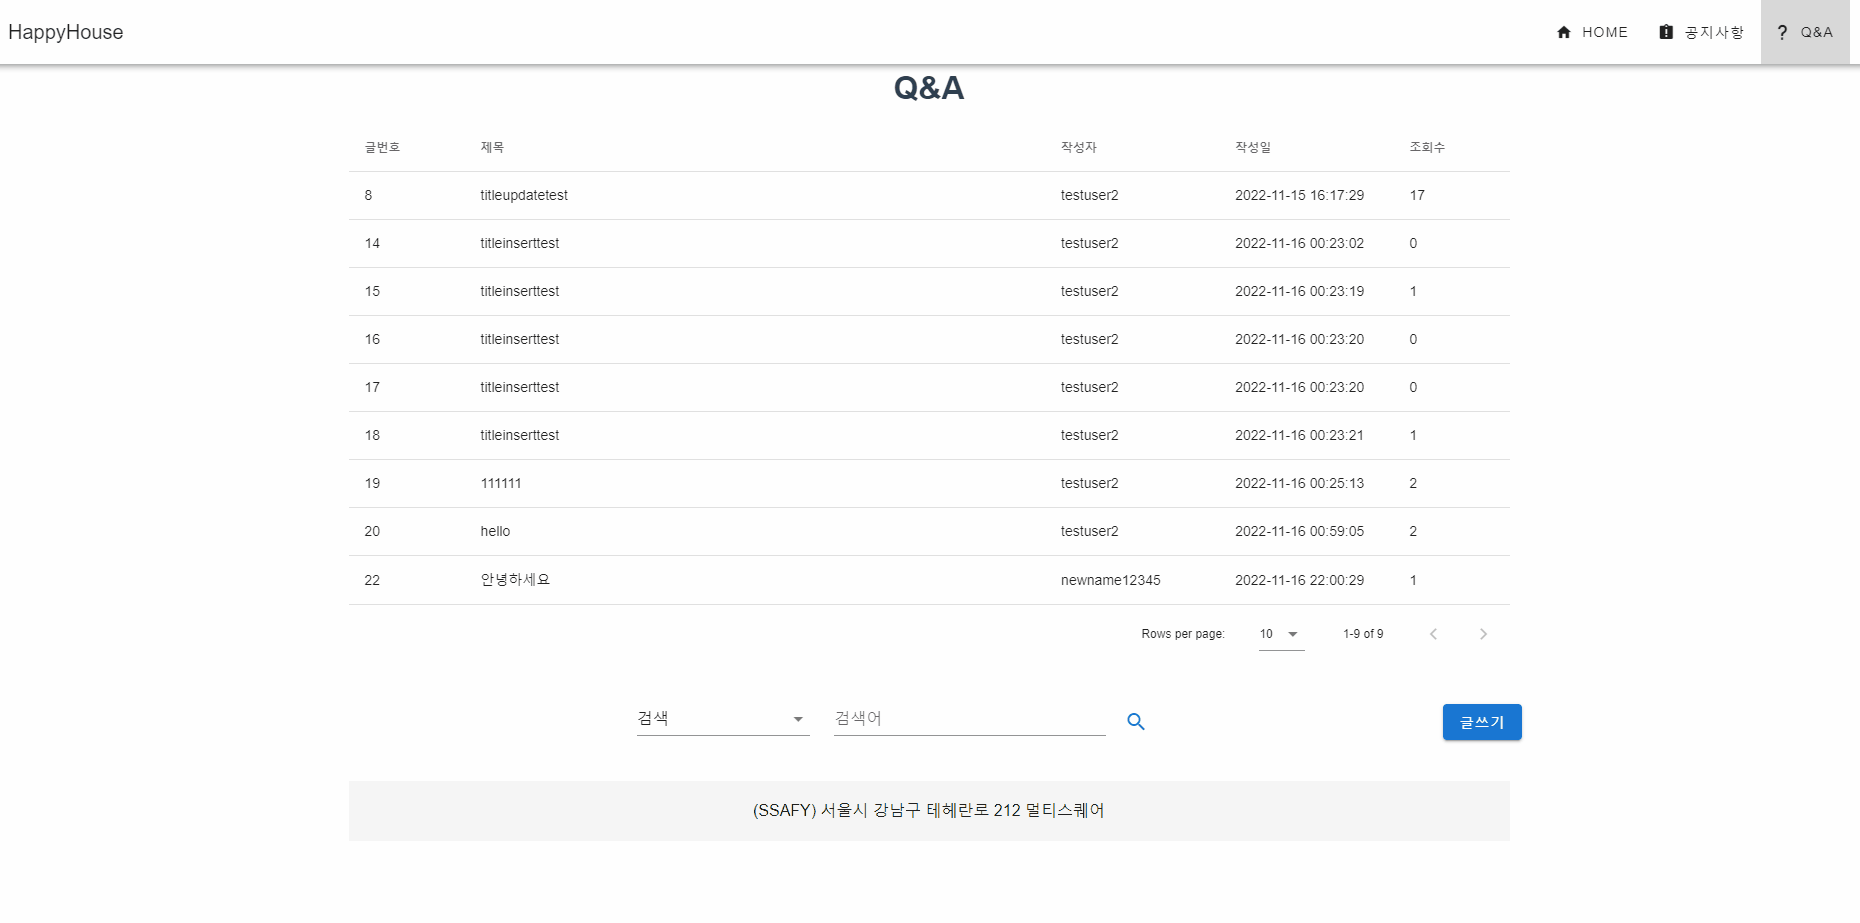 HappyHouse HOME 공지사항 ? Q&A
Q&A
글번호 제목 작성자 작성일 조회수
8 titleupdatetest testuser2 2022-11-15 16:17:29 17
14 titleinserttest testuser2 2022-11-16 00:23:02 0
15 titleinserttest testuser2 2022-11-16 00:23:19 1
16 titleinserttest testuser2 2022-11-16 00:23:20 0
17 titleinserttest testuser2 2022-11-16 00:23:20 0
18 titleinserttest testuser2 2022-11-16 00:23:21 1
19 111111 testuser2 2022-11-16 00:25:13 2
20 hello testuser2 2022-11-16 00:59:05 2
22 안녕하세요 newname12345 2022-11-16 22:00:29 1
Rows per page: 10 1-9 of 9
검색 검색어 글쓰기
(SSAFY) 서울시 강남구 테헤란로 212 멀티스퀘어